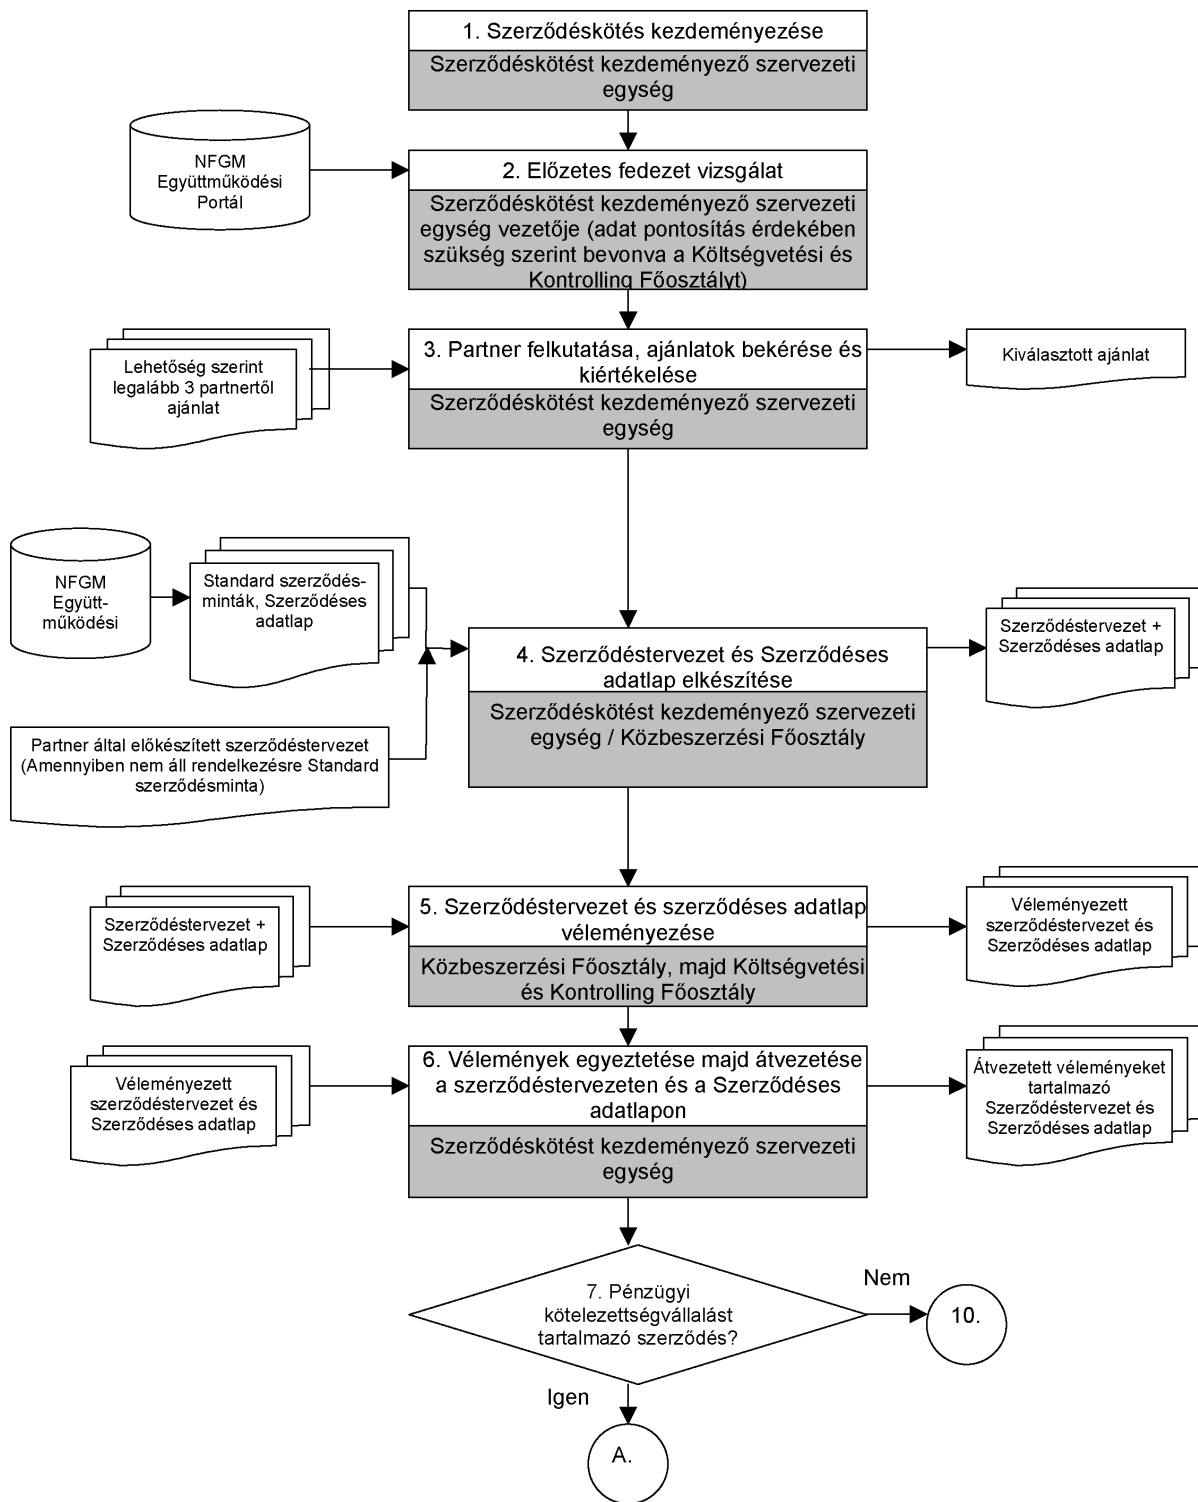 1. Szerződéskötés kezdeményezése
Szerződéskötést kezdeményező szervezeti
egység
NFGM
Együttműködési
Portál
2. Előzetes fedezet vizsgálat
Szerződéskötést kezdeményező szervezeti
egység vezetője (adat pontosítás érdekében
szükség szerint bevonva a Költségvetési és
Kontrolling Főosztályt)
Lehetőség szerint
legalább 3 partnertől
ajánlat
3. Partner felkutatása, ajánlatok bekérése és
kiértékelése
Szerződéskötést kezdeményező szervezeti
egység
Kiválasztott ajánlat
NFGM
Együtt-
működési
Standard szerződés-
minták, Szerződéses
adatlap
Partner által előkészített szerződéstervezet
(Amennyiben nem áll rendelkezésre Standard
szerződésminta)
4. Szerződéstervezet és Szerződéses
adatlap elkészítése
Szerződéskötést kezdeményező szervezeti
egység / Közbeszerzési Főosztály
Szerződéstervezet +
Szerződéses adatlap
Szerződéstervezet +
Szerződéses adatlap
5. Szerződéstervezet és szerződéses adatlap
véleményezése
Közbeszerzési Főosztály, majd Költségvetési
és Kontrolling Főosztály
Véleményezett
szerződéstervezet és
Szerződéses adatlap
Véleményezett
szerződéstervezet és
Szerződéses adatlap
6. Vélemények egyeztetése majd átvezetése
a szerződéstervezeten és a Szerződéses
adatlapon
Szerződéskötést kezdeményező szervezeti
egység
Átvezetett véleményeket
tartalmazó
Szerződéstervezet és
Szerződéses adatlap
7. Pénzügyi
kötelezettségvállalást
tartalmazó szerződés?
Nem
10.
Igen
A.